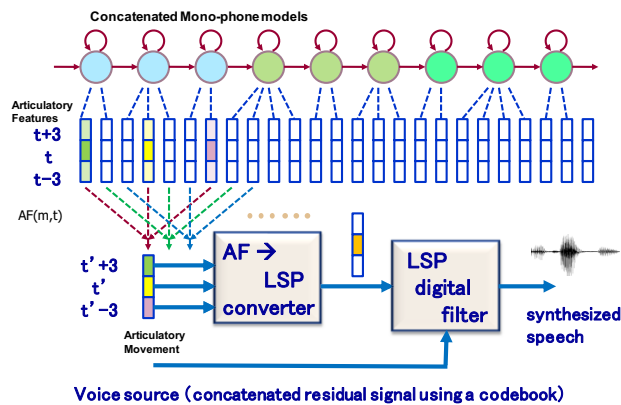 Concatenated Mono-phone models
Articulatory
Features
t+3
t
t-3
AF(m,t)
t'+3
t'
t'-3
AF →
LSP
converter
LSP
digital
filter
synthesized
speech
Articulatory
Movement
Voice source (concatenated residual signal using a codebook)